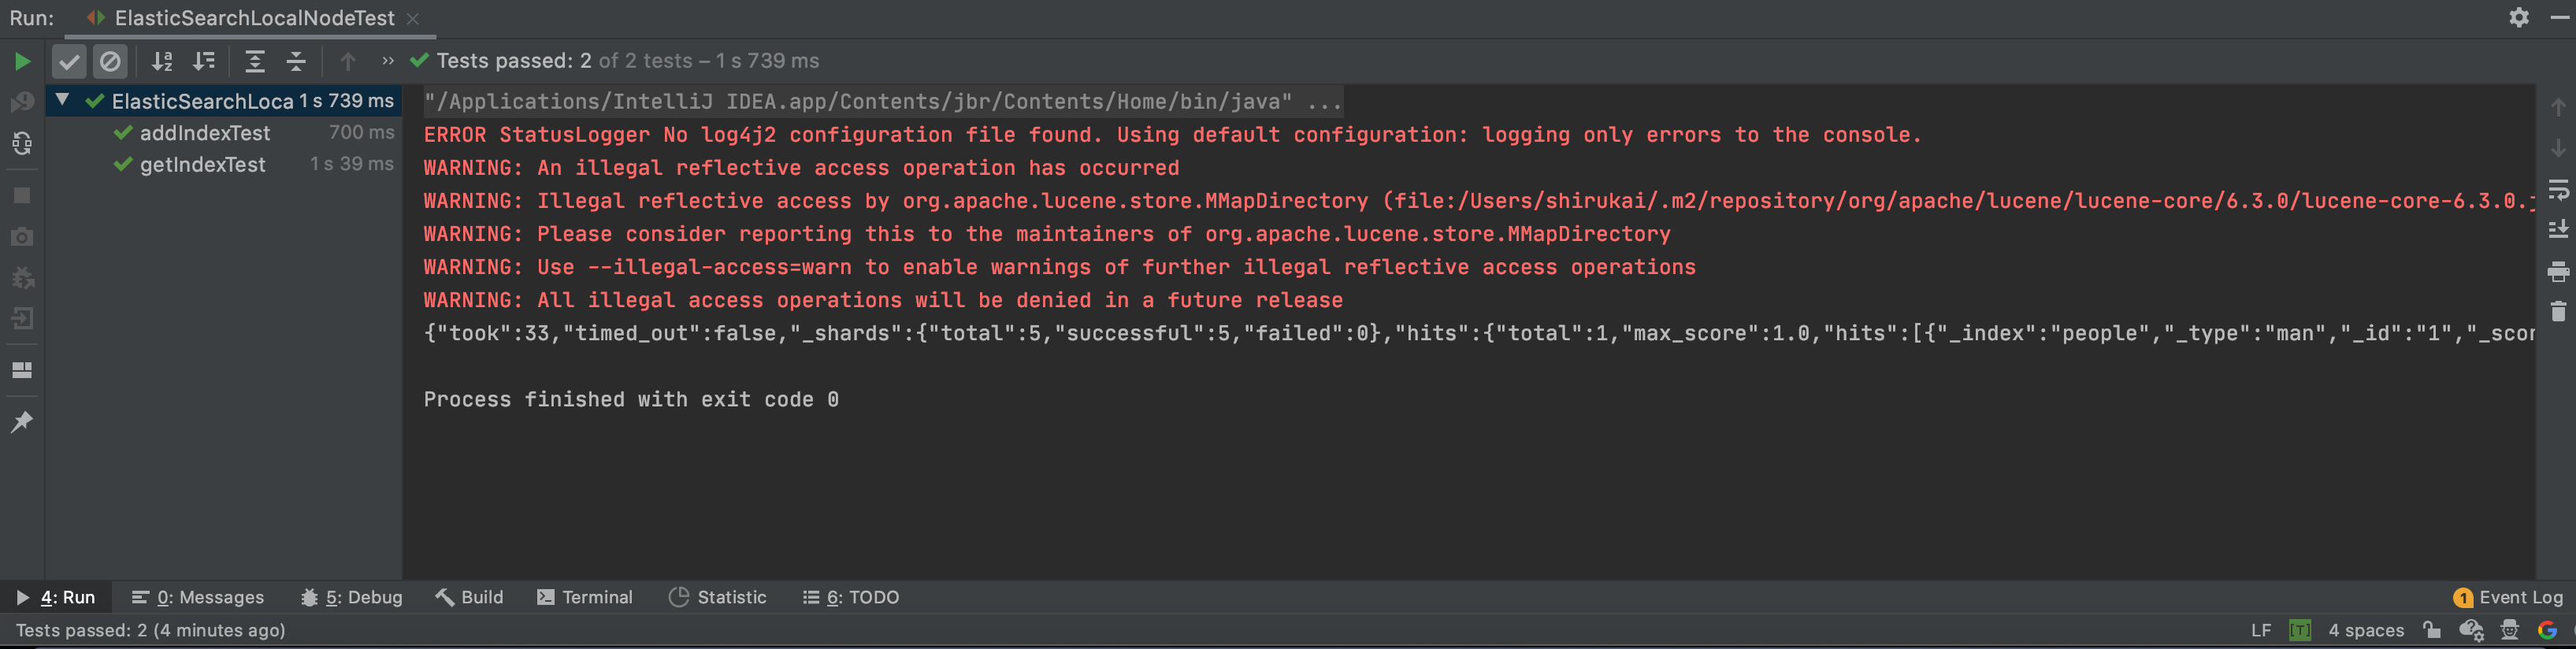 Run: ElasticSearchLocalNodeTest
Tests passed: 2 of 2 tests – 1 s 739 ms
ElasticSearchLoca 1 s 739 ms
addIndexTest 700 ms
getIndexTest 1 s 39 ms
"/Applications/IntelliJ IDEA.app/Contents/jbr/Contents/Home/bin/java" ...
ERROR StatusLogger No log4j2 configuration file found. Using default configuration: logging only errors to the console.
WARNING: An illegal reflective access operation has occurred
WARNING: Illegal reflective access by org.apache.lucene.store.MMapDirectory (file:/Users/shirukai/.m2/repository/org/apache/lucene/lucene-core/6.3.0/lucene-core-6.3.0.j
WARNING: Please consider reporting this to the maintainers of org.apache.lucene.store.MMapDirectory
WARNING: Use --illegal-access=warn to enable warnings of further illegal reflective access operations
WARNING: All illegal access operations will be denied in a future release
{"took":33,"timed_out":false,"_shards":{"total":5,"successful":5,"failed":0},"hits":{"total":1,"max_score":1.0,"hits":[{"_index":"people","_type":"man","_id":"1","_scor
Process finished with exit code 0
4: Run 0: Messages 5: Debug Build Terminal Statistic 6: TODO 1 Event Log
Tests passed: 2 (4 minutes ago) LF [T] 4 spaces